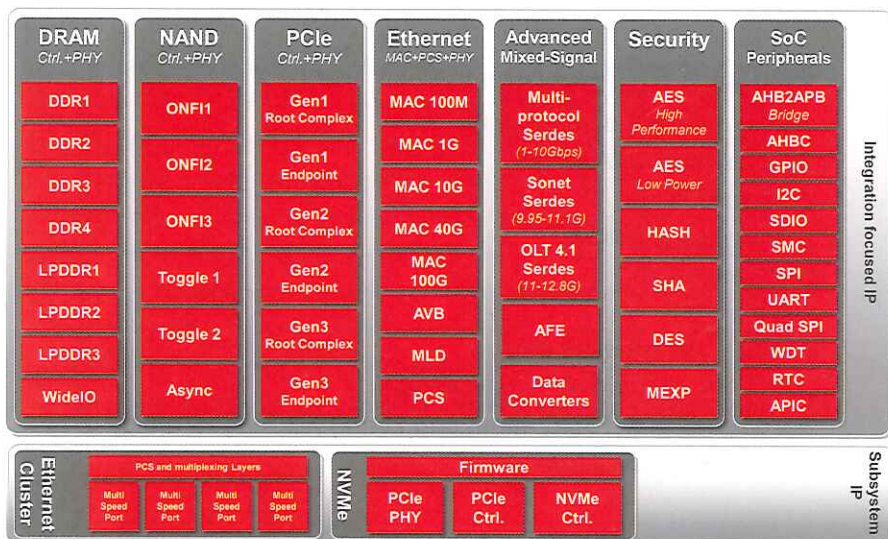 DRAM
Ctrl.+PHY
DDR1
DDR2
DDR3
DDR4
LPDDR1
LPDDR2
LPDDR3
WideIO
NAND
Ctrl.+PHY
ONFI1
ONFI2
ONFI3
Toggle 1
Toggle 2
Async
PCIe
Ctrl.+PHY
Gen1
Root Complex
Gen1
Endpoint
Gen2
Root Complex
Gen2
Endpoint
Gen3
Root Complex
Gen3
Endpoint
Ethernet
MAC+PCS+PHY
MAC 100M
MAC 1G
MAC 10G
MAC 40G
MAC
100G
AVB
MLD
PCS
Advanced
Mixed-Signal
Multi-
protocol
Serdes
(1-10Gbps)
Sonet
Serdes
(9.95-11.1G)
OLT 4.1
Serdes
(11-12.8G)
AFE
Data
Converters
Security
AES
High
Performance
AES
Low Power
HASH
SHA
DES
MEXP
SoC
Peripherals
AHB2APB
Bridge
AHBC
GPIO
I2C
SDIO
SMC
SPI
UART
Quad SPI
WDT
RTC
APIC
Integration focused IP
Ethernet
Cluster
PCS and multiplexing Layers
Multi
Speed
Port
Multi
Speed
Port
Multi
Speed
Port
Multi
Speed
Port
NVMe
Firmware
PCIe
PHY
PCIe
Ctrl.
NVMe
Ctrl.
Subsystem
IP